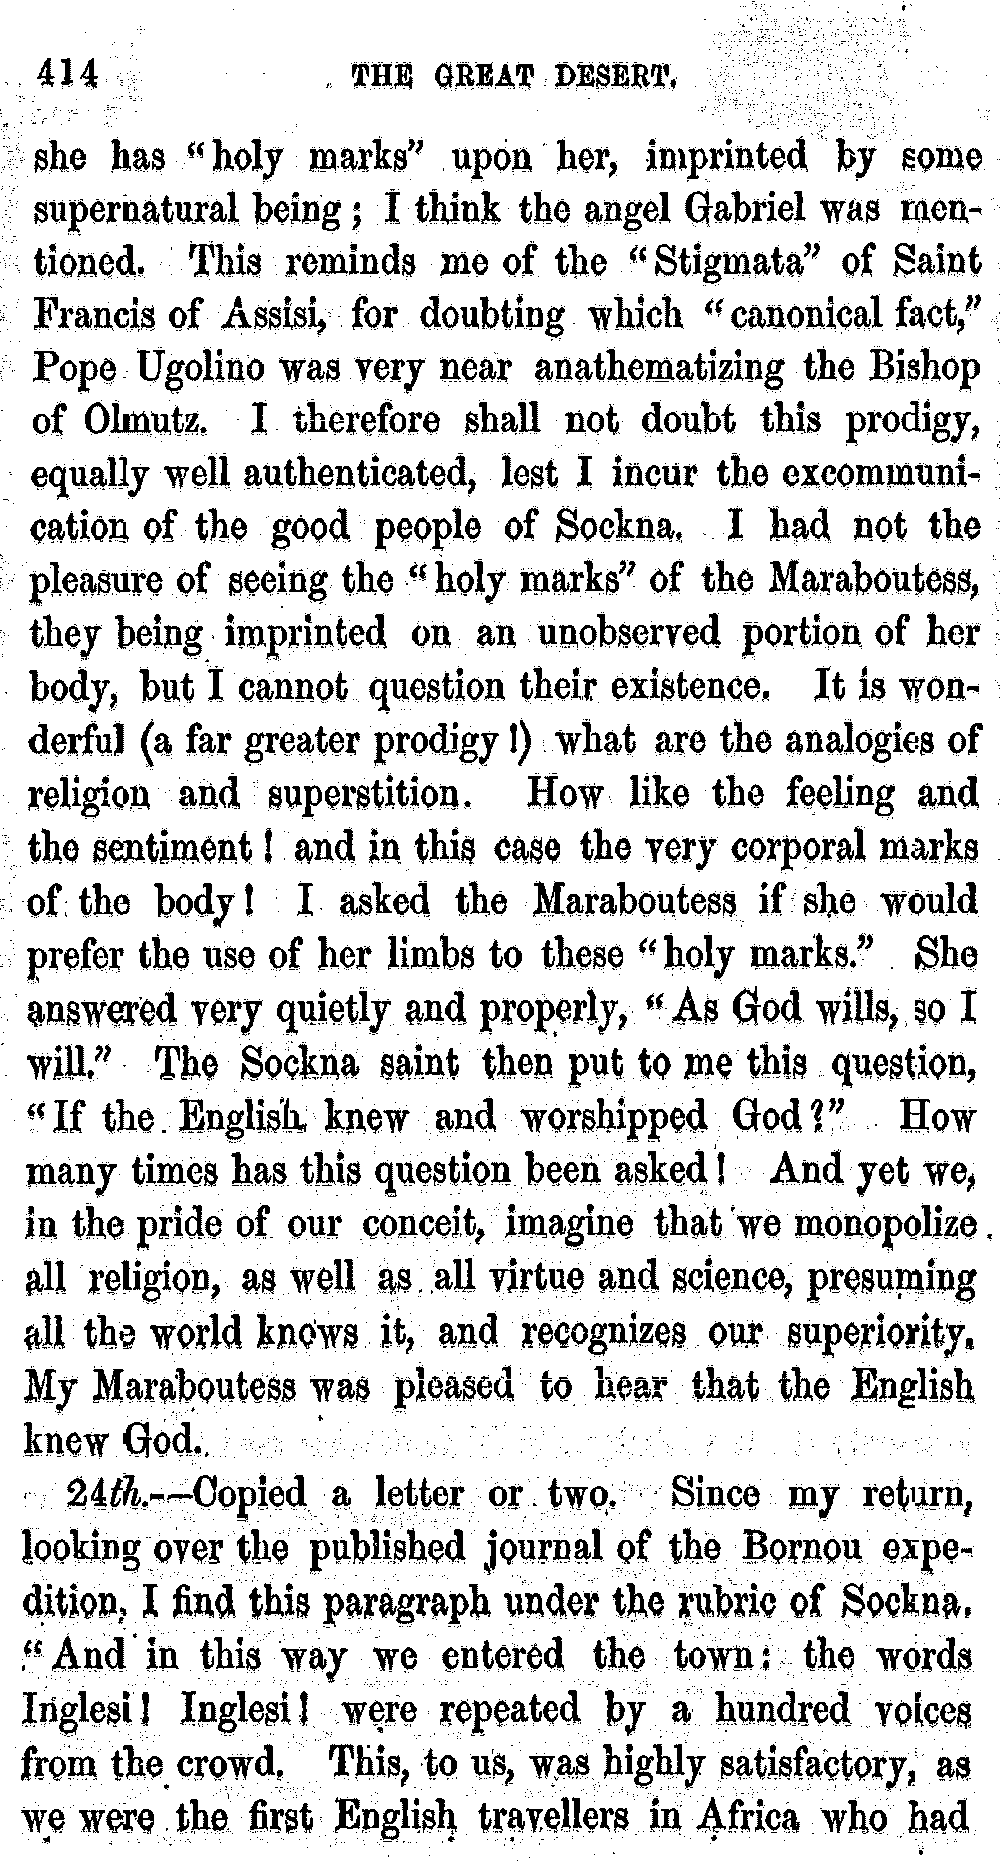 414 THE GREAT DESERT.
she has “holy marks” upon her, imprinted by some
supernatural being; I think the angel Gabriel was men-
tioned. This reminds me of the “Stigmata” of Saint
Francis of Assisi, for doubting which “canonical fact,”
Pope Ugolino was very near anathematizing the Bishop
of Olmutz. I therefore shall not doubt this prodigy,
equally well authenticated, lest I incur the excommuni-
cation of the good people of Sockna. I had not the
pleasure of seeing the “holy marks” of the Maraboutess,
they being imprinted on an unobserved portion of her
body, but I cannot question their existence. It is won-
derful (a far greater prodigy!) what are the analogies of
religion and superstition. How like the feeling and
the sentiment! and in this case the very corporal marks
of the body! I asked the Maraboutess if she would
prefer the use of her limbs to these “holy marks.” She
answered very quietly and properly, “As God wills, so I
will.” The Sockna saint then put to me this question,
“If the English knew and worshipped God?” How
many times has this question been asked! And yet we,
in the pride of our conceit, imagine that we monopolize
all religion, as well as all virtue and science, presuming
all the world knows it, and recognizes our superiority.
My Maraboutess was pleased to hear that the English
knew God.
24th.—Copied a letter or two. Since my return,
looking over the published journal of the Bornou expe-
dition, I find this paragraph under the rubric of Sockna.
“And in this way we entered the town: the words
Inglesi! Inglesi! were repeated by a hundred voices
from the crowd. This, to us, was highly satisfactory, as
we were the first English travellers in Africa who had